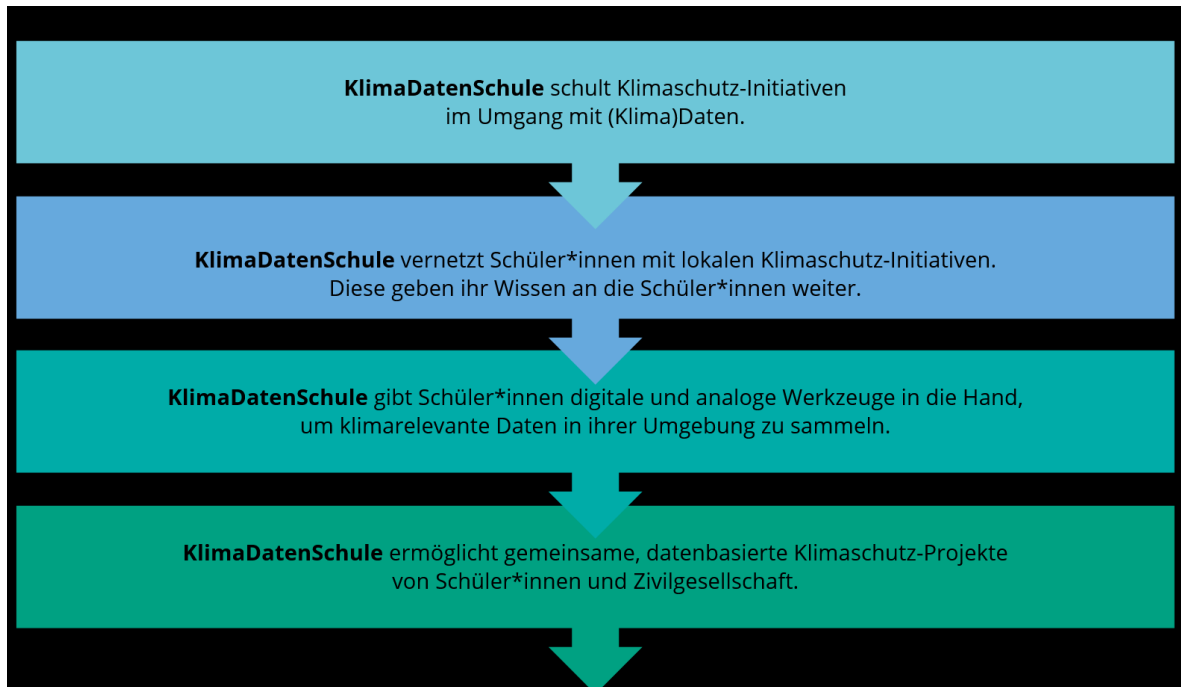 KlimaDatenSchule schult Klimaschutz-Initiativen
im Umgang mit (Klima)Daten.
KlimaDatenSchule vernetzt Schüler*innen mit lokalen Klimaschutz-Initiativen.
Diese geben ihr Wissen an die Schüler*innen weiter.
KlimaDatenSchule gibt Schüler*innen digitale und analoge Werkzeuge in die Hand,
um klimarelevante Daten in ihrer Umgebung zu sammeln.
KlimaDatenSchule ermöglicht gemeinsame, datenbasierte Klimaschutz-Projekte
von Schüler*innen und Zivilgesellschaft.